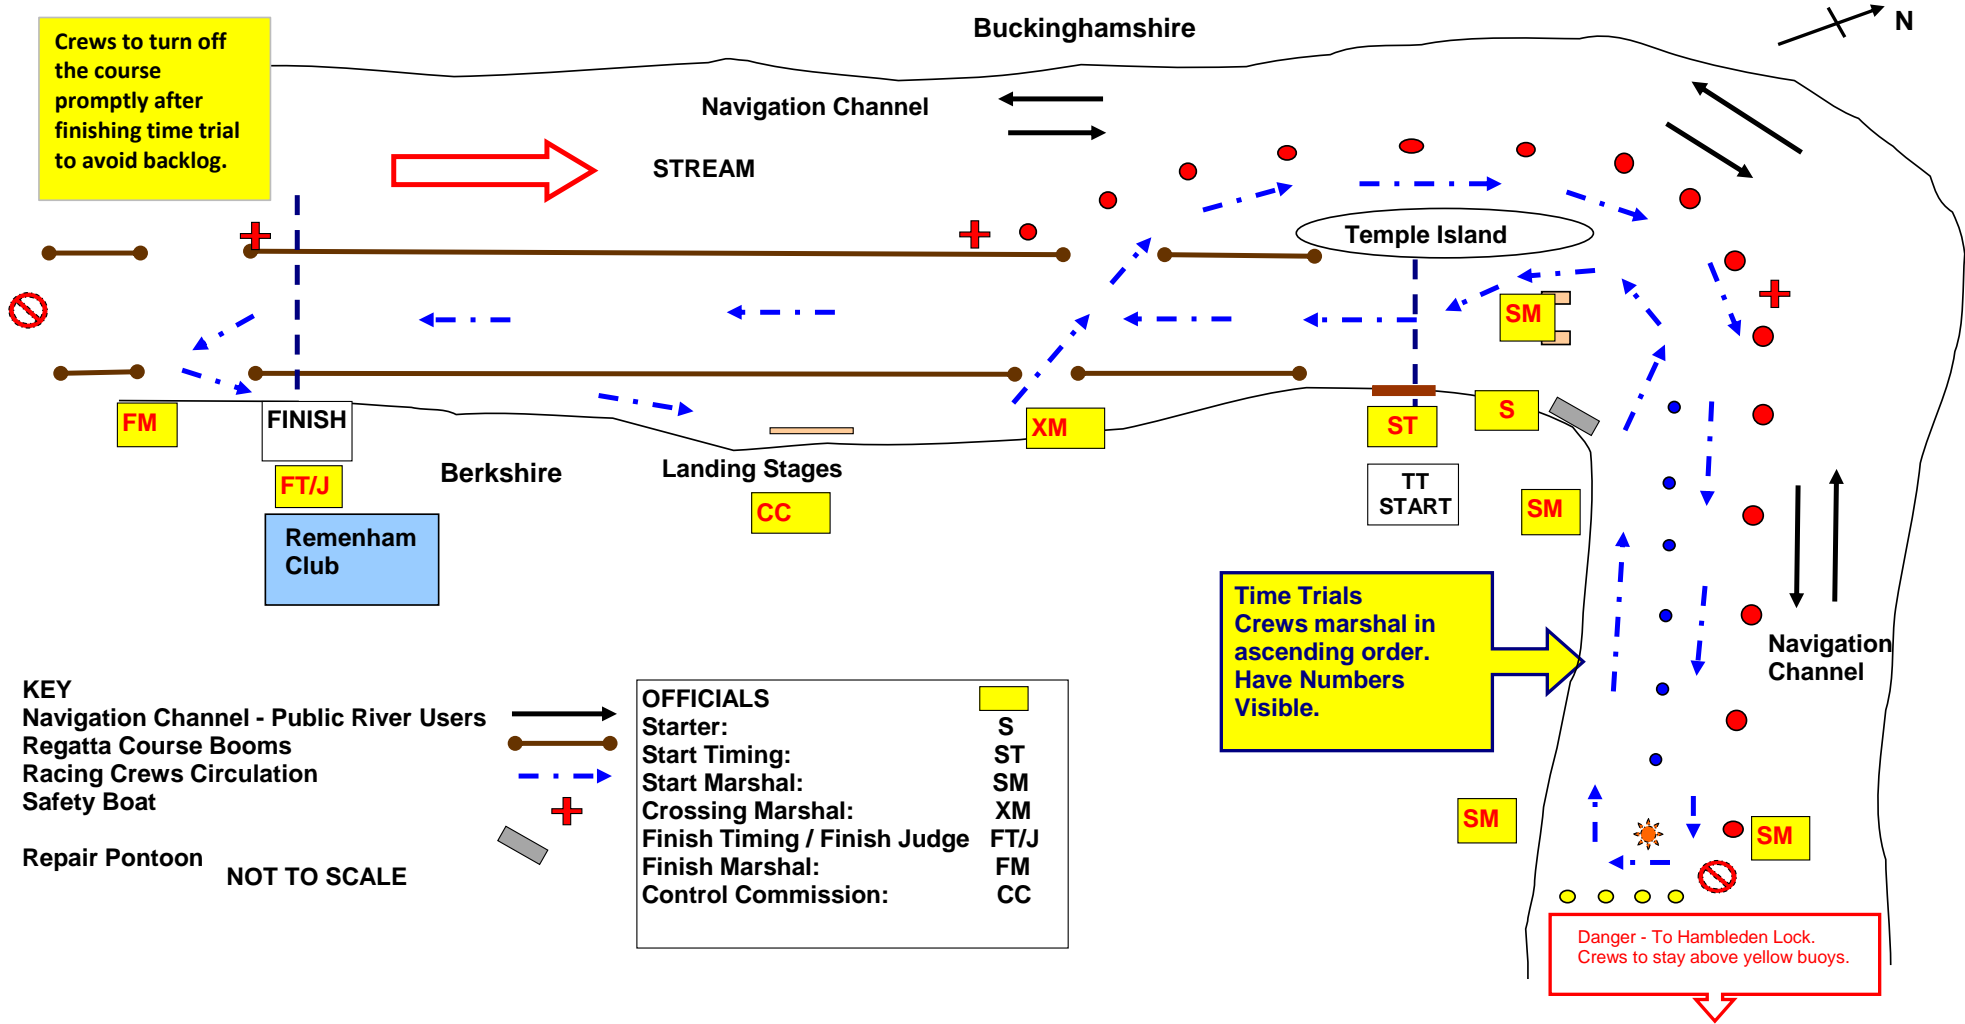 Crews to turn off
the course
promptly after
finishing time trial
to avoid backlog.
Buckinghamshire
N
Navigation Channel
STREAM
Temple Island
SM
FM
FINISH
FT/J
Berkshire
Landing Stages
CC
XM
ST
S
TT
START
SM
Remenham
Club
Time Trials
Crews marshal in
ascending order.
Have Numbers
Visible.
Navigation
Channel
SM
SM
Danger - To Hambleden Lock.
Crews to stay above yellow buoys.
KEY
Navigation Channel - Public River Users
Regatta Course Booms
Racing Crews Circulation
Safety Boat
Repair Pontoon
NOT TO SCALE
OFFICIALS
Starter: S
Start Timing: ST
Start Marshal: SM
Crossing Marshal: XM
Finish Timing / Finish Judge FT/J
Finish Marshal: FM
Control Commission: CC